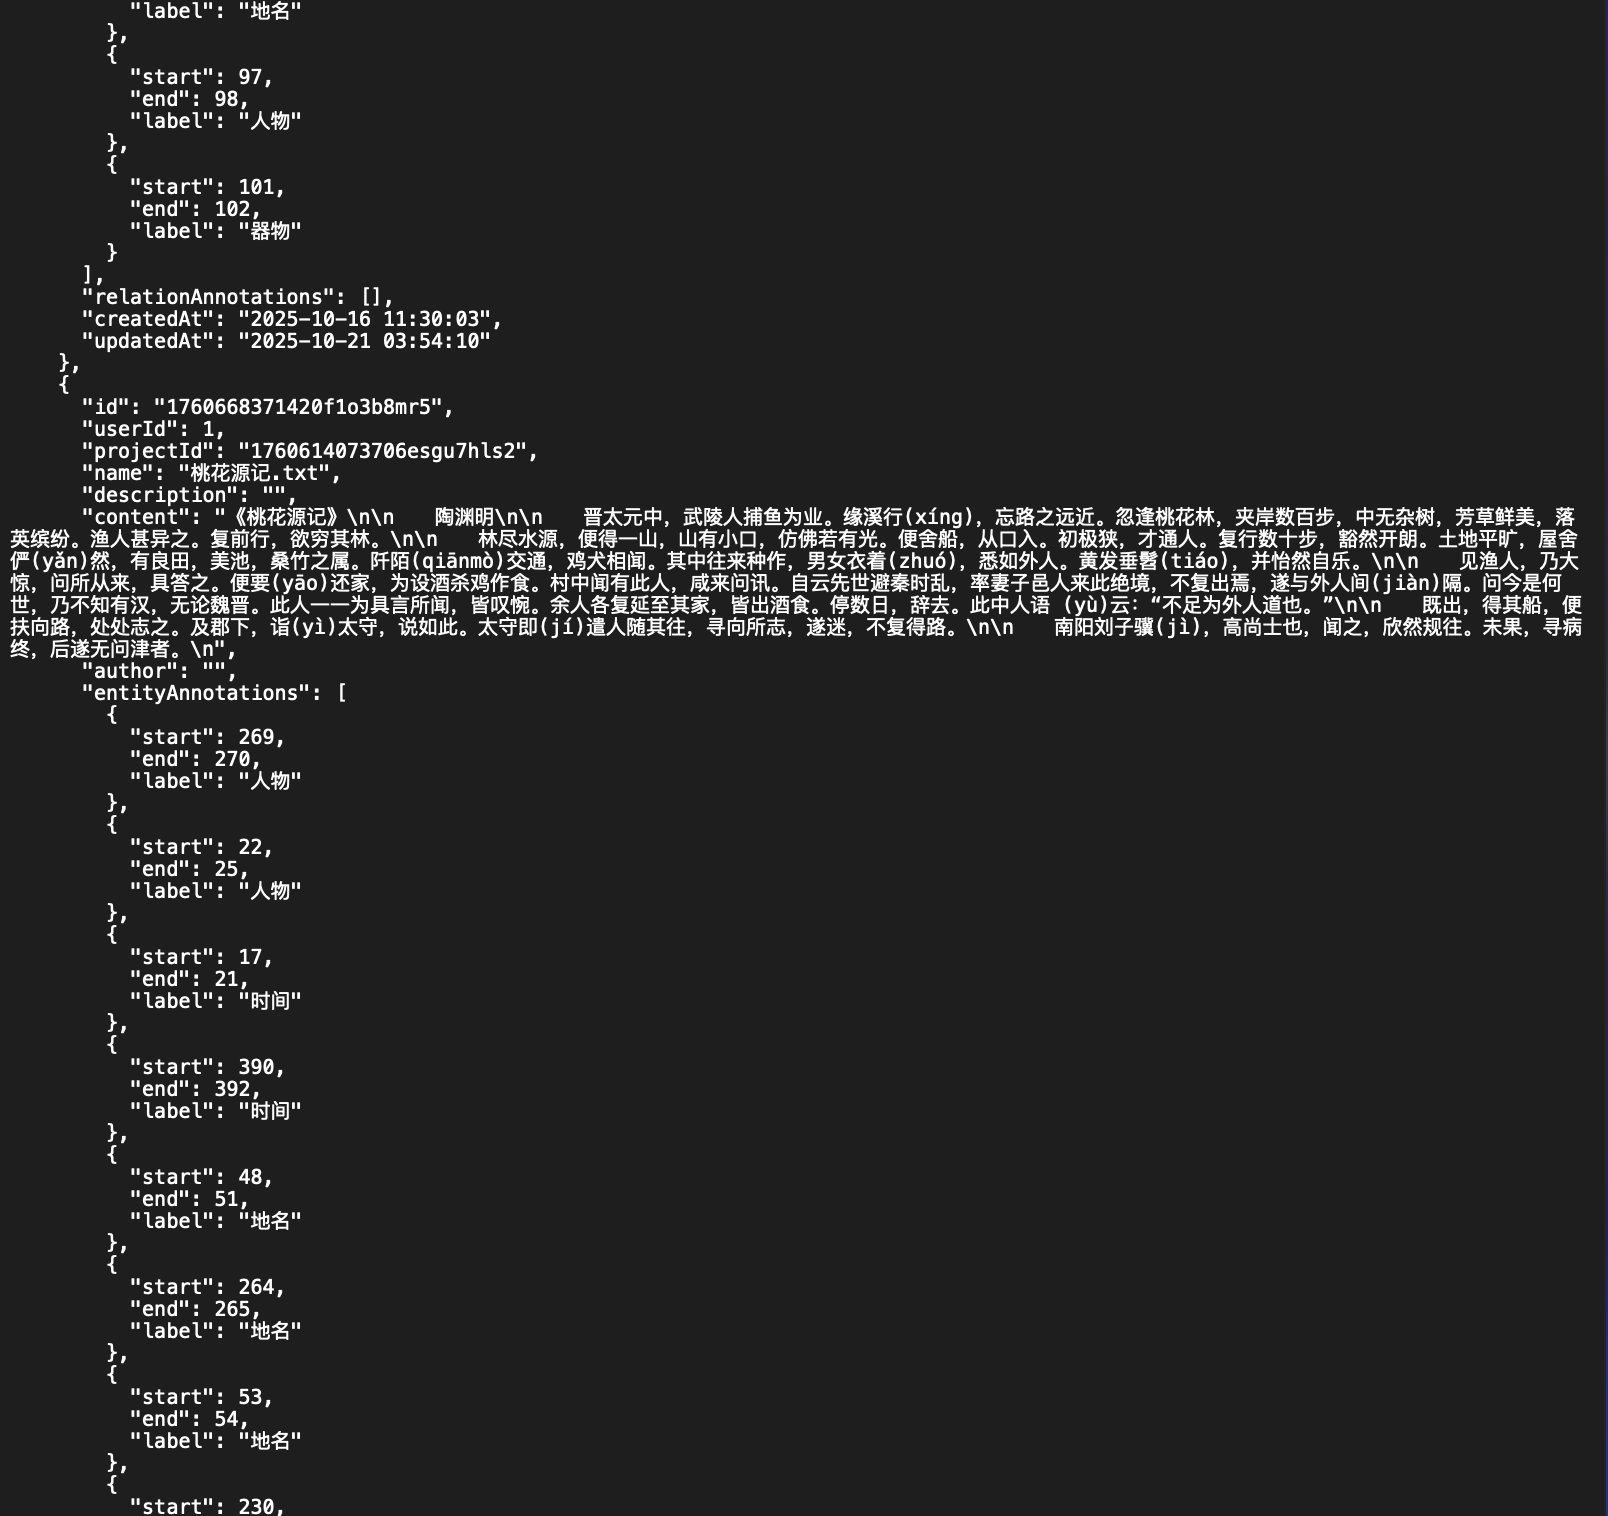 "label": "地名"
},
{
"start": 97,
"end": 98,
"label": "人物"
},
{
"start": 101,
"end": 102,
"label": "器物"
}
],
"relationAnnotations": [],
"createdAt": "2025-10-16 11:30:03",
"updatedAt": "2025-10-21 03:54:10"
},
{
"id": "1760668371420f1o3b8mr5",
"userId": 1,
"projectId": "1760614073706esgu7hls2",
"name": "桃花源记.txt",
"description": "",
"content": "《桃花源记》\n\n　　陶渊明\n\n　　晋太元中，武陵人捕鱼为业。缘溪行(xíng)，忘路之远近。忽逢桃花林，夹岸数百步，中无杂树，芳草鲜美，落
英缤纷。渔人甚异之。复前行，欲穷其林。\n\n　　林尽水源，便得一山，山有小口，仿佛若有光。便舍船，从口入。初极狭，才通人。复行数十步，豁然开朗。土地平旷，屋舍
俨(yǎn)然，有良田，美池，桑竹之属。阡陌(qiānmò)交通，鸡犬相闻。其中往来种作，男女衣着(zhuó)，悉如外人。黄发垂髫(tiáo)，并怡然自乐。\n\n　　见渔人，乃大
惊，问所从来，具答之。便要(yāo)还家，为设酒杀鸡作食。村中闻有此人，咸来问讯。自云先世避秦时乱，率妻子邑人来此绝境，不复出焉，遂与外人间(jiàn)隔。问今是何
世，乃不知有汉，无论魏晋。此人一一为具言所闻，皆叹惋。余人各复延至其家，皆出酒食。停数日，辞去。此中人语 (yù)云：“不足为外人道也。”\n\n　　既出，得其船，便
扶向路，处处志之。及郡下，诣(yì)太守，说如此。太守即(jí)遣人随其往，寻向所志，遂迷，不复得路。\n\n　　南阳刘子骥(jì)，高尚士也，闻之，欣然规往。未果，寻病
终，后遂无问津者。\n",
"author": "",
"entityAnnotations": [
{
"start": 269,
"end": 270,
"label": "人物"
},
{
"start": 22,
"end": 25,
"label": "人物"
},
{
"start": 17,
"end": 21,
"label": "时间"
},
{
"start": 390,
"end": 392,
"label": "时间"
},
{
"start": 48,
"end": 51,
"label": "地名"
},
{
"start": 264,
"end": 265,
"label": "地名"
},
{
"start": 53,
"end": 54,
"label": "地名"
},
{
"start": 230,